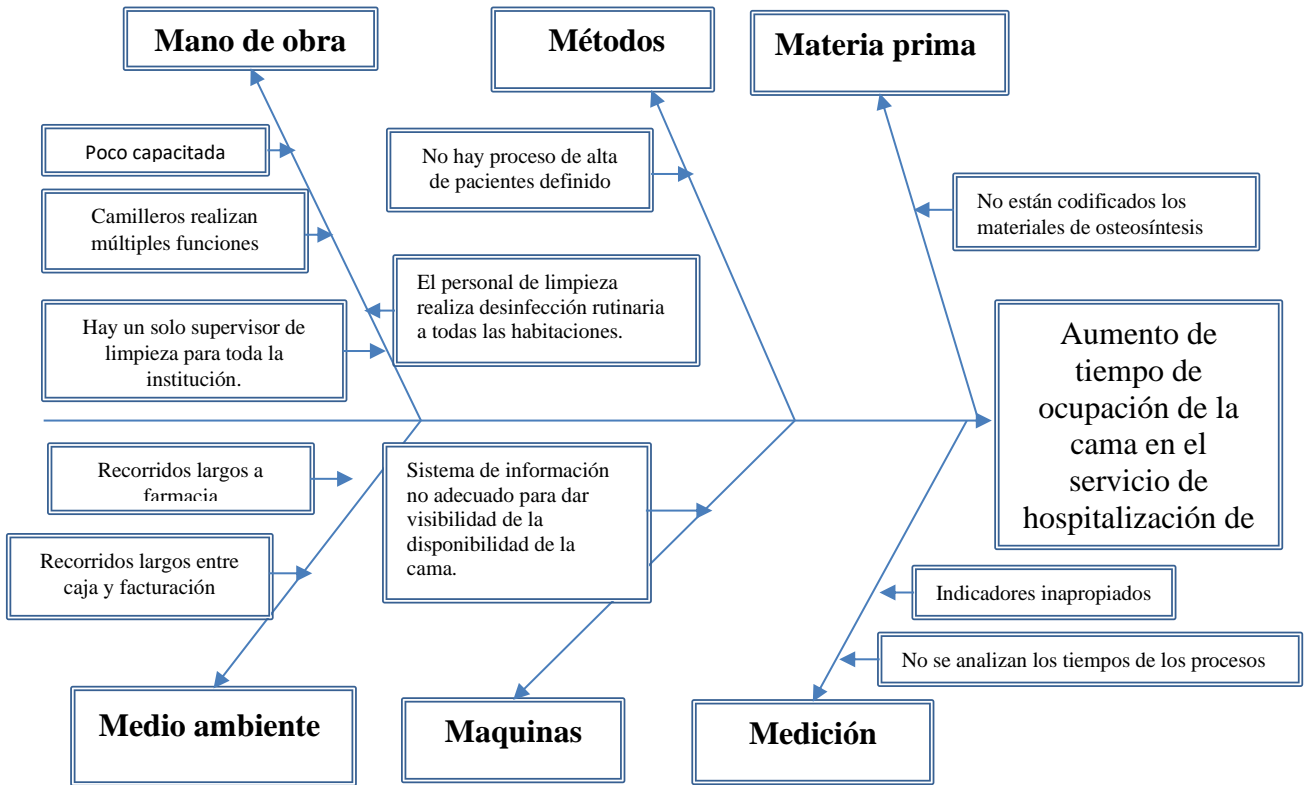 Mano de obra
Métodos
Materia prima
Poco capacitada
No hay proceso de alta
de pacientes definido
Camilleros realizan
múltiples funciones
No están codificados los
materiales de osteosíntesis
El personal de limpieza
realiza desinfección rutinaria
a todas las habitaciones.
Hay un solo supervisor de
limpieza para toda la
institución.
Aumento de
tiempo de
ocupación de la
cama en el
servicio de
hospitalización de
Recorridos largos a
farmacia
Sistema de información
no adecuado para dar
visibilidad de la
disponibilidad de la
cama.
Recorridos largos entre
caja y facturación
Indicadores inapropiados
No se analizan los tiempos de los procesos
Medio ambiente
Maquinas
Medición